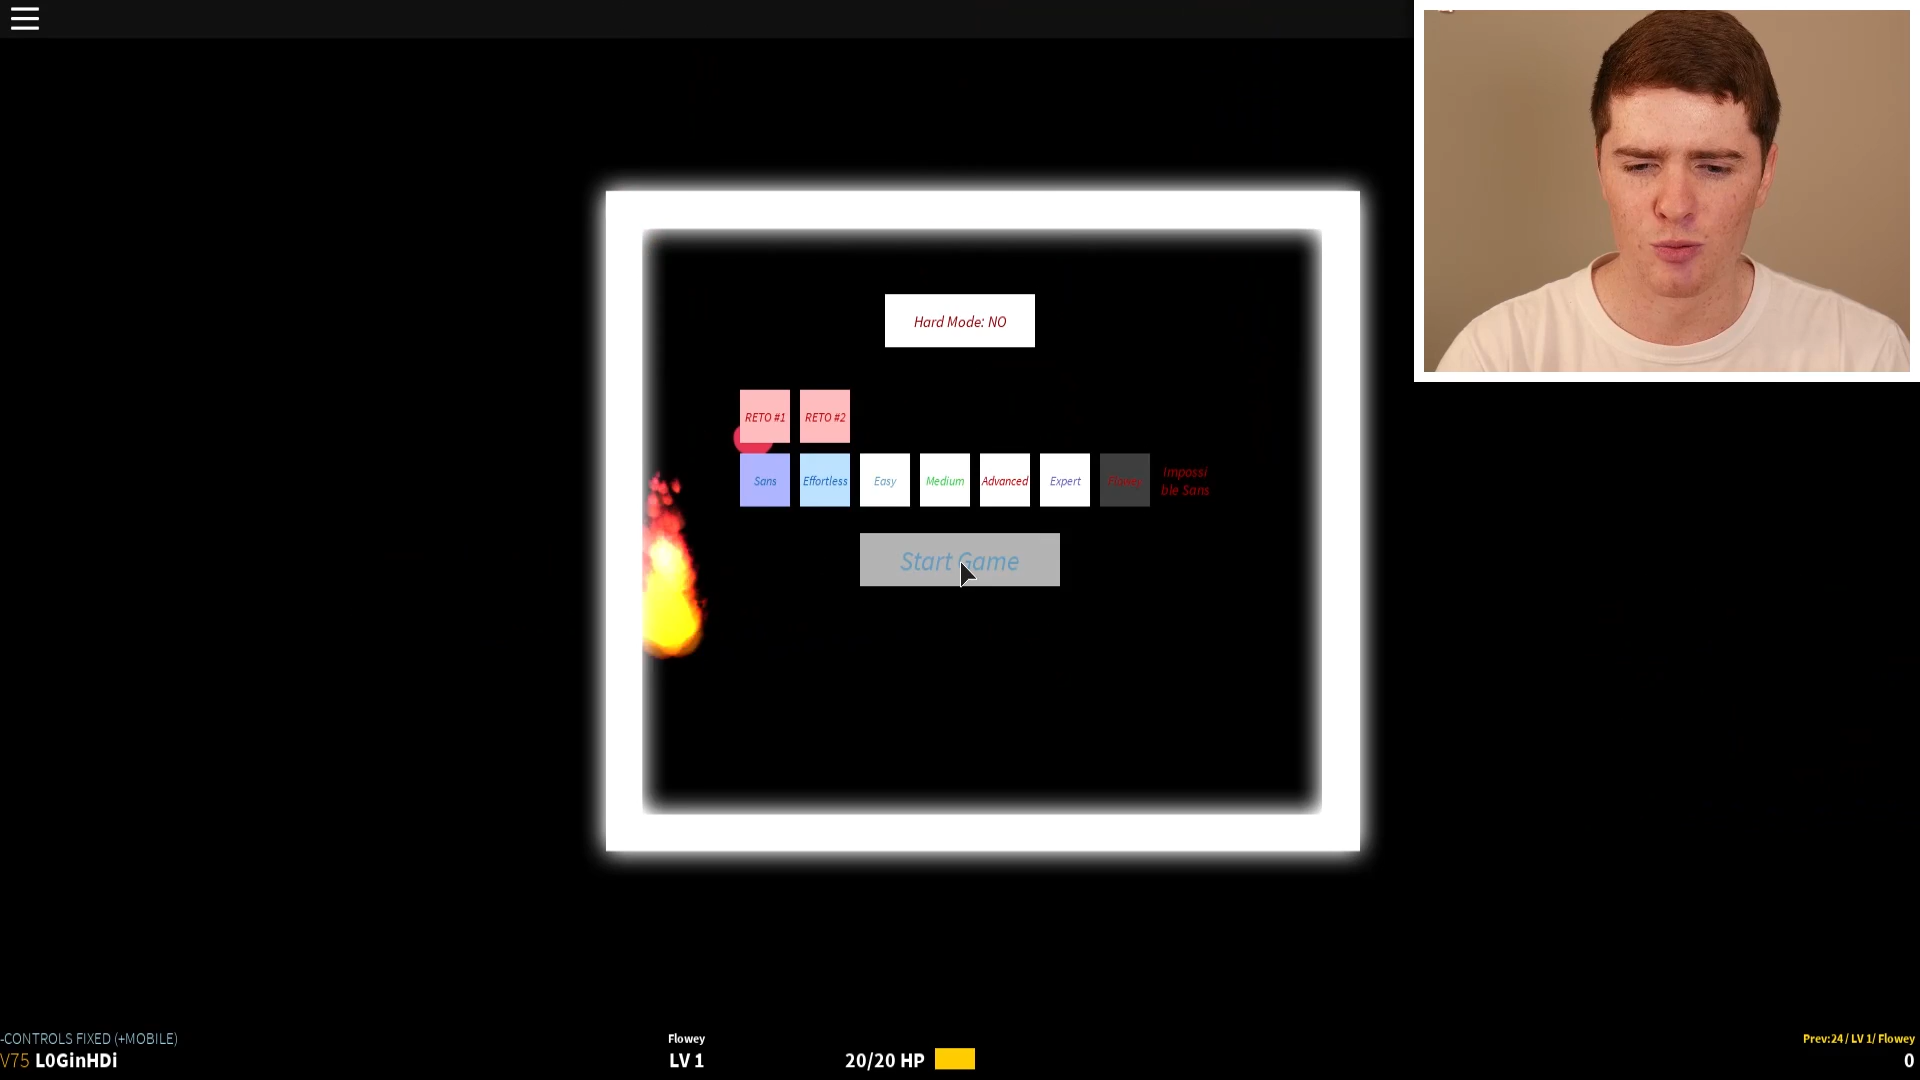 Hard Mode: NO
RETO #1 RETO #2
Sans Effortless Easy Medium Advanced Expert Flowey Impossi
ble Sans
Start Game
-CONTROLS FIXED (+MOBILE)
V75 L0GinHDi
Flowey
LV 1
20/20 HP
Prev:24 / LV 1/ Flowey
0